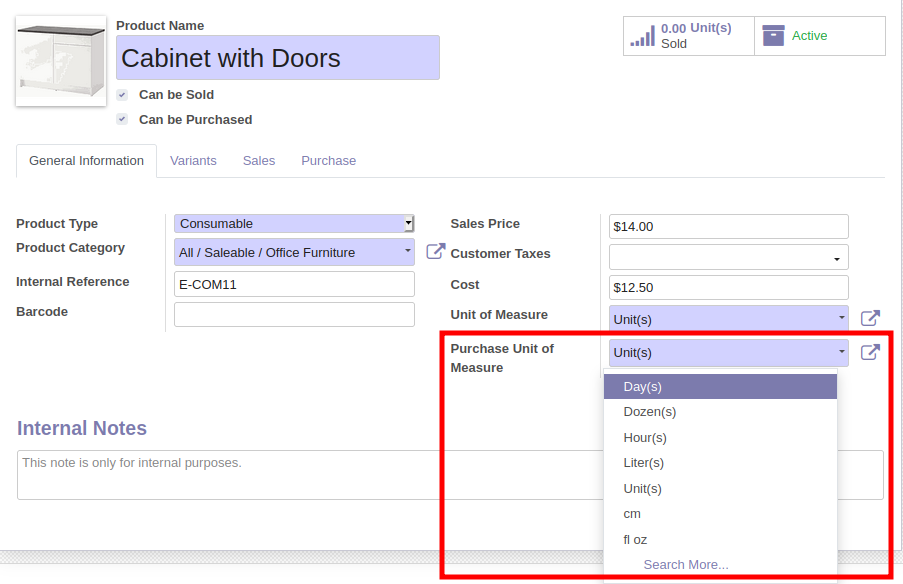 Product Name
Cabinet with Doors
Can be Sold
Can be Purchased
0.00 Unit(s)
Sold
Active
General Information
Variants
Sales
Purchase
Product Type
Consumable
Product Category
All / Saleable / Office Furniture
Internal Reference
E-COM11
Barcode
Sales Price
$14.00
Customer Taxes
Cost
$12.50
Unit of Measure
Unit(s)
Purchase Unit of
Measure
Unit(s)
Day(s)
Dozen(s)
Hour(s)
Liter(s)
Unit(s)
cm
fl oz
Search More...
Internal Notes
This note is only for internal purposes.